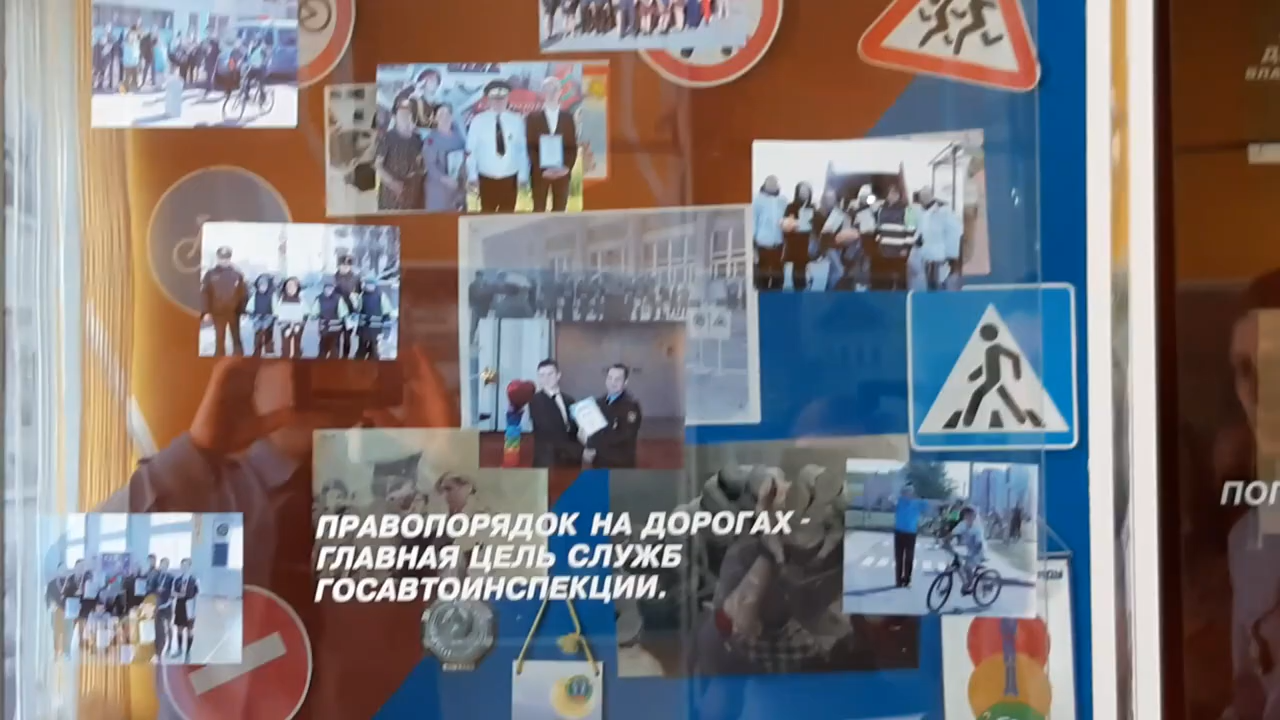 ПРАВОПОРЯДОК НА ДОРОГАХ -
ГЛАВНАЯ ЦЕЛЬ СЛУЖБ
ГОСАВТОИНСПЕКЦИИ.